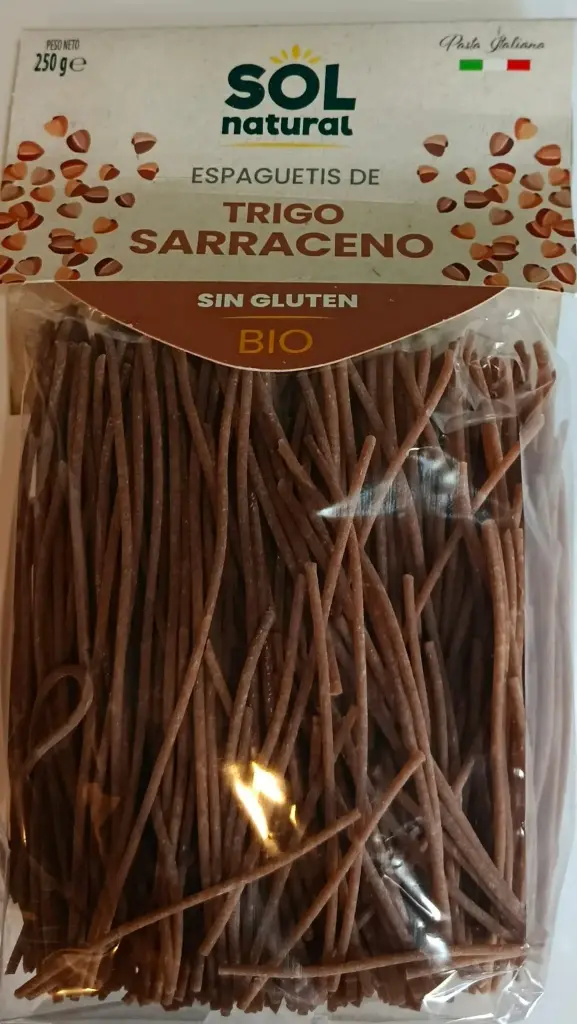 PESO NETO
250 g e
Pasta Italiana
SOL
natural
ESPAGUETIS DE
TRIGO
SARRACENO
SIN GLUTEN
BIO